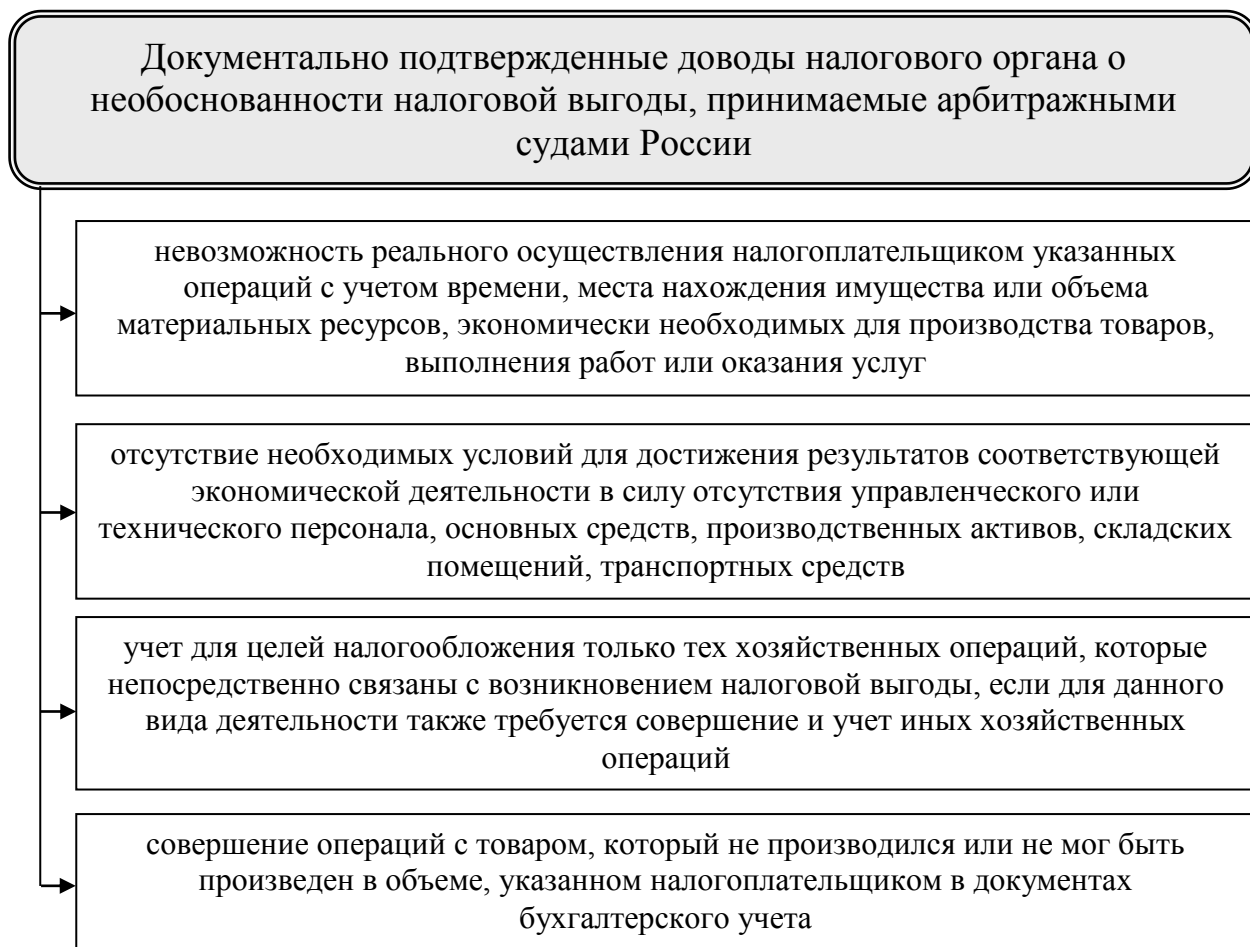 Документально подтвержденные доводы налогового органа о
необоснованности налоговой выгоды, принимаемые арбитражными
судами России
невозможность реального осуществления налогоплательщиком указанных
операций с учетом времени, места нахождения имущества или объема
материальных ресурсов, экономически необходимых для производства товаров,
выполнения работ или оказания услуг
отсутствие необходимых условий для достижения результатов соответствующей
экономической деятельности в силу отсутствия управленческого или
технического персонала, основных средств, производственных активов, складских
помещений, транспортных средств
учет для целей налогообложения только тех хозяйственных операций, которые
непосредственно связаны с возникновением налоговой выгоды, если для данного
вида деятельности также требуется совершение и учет иных хозяйственных
операций
совершение операций с товаром, который не производился или не мог быть
произведен в объеме, указанном налогоплательщиком в документах
бухгалтерского учета